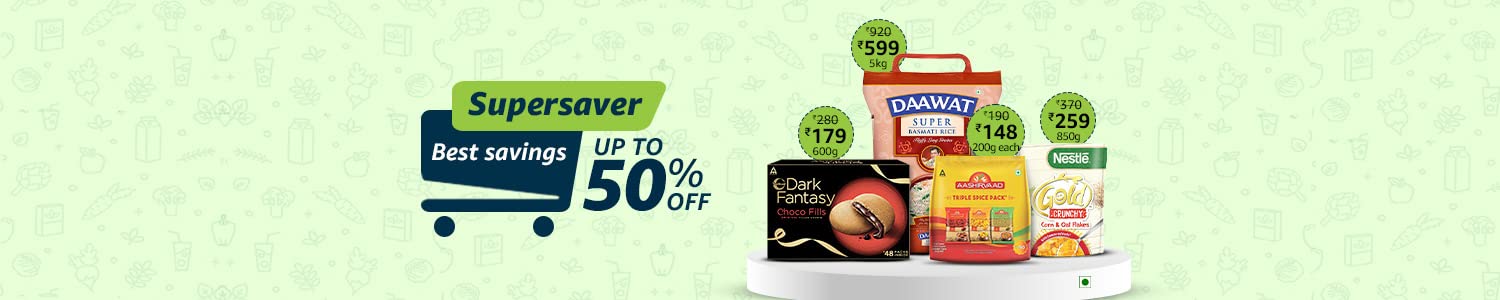 Supersaver
Best savings
UP TO
50%
OFF
₹280
₹179
600g
₹920
₹599
5kg
₹190
₹148
200g each
₹370
₹259
850g
Dark
Fantasy
Choco Fills
48
DAAWAT
SUPER
BASMATI RICE
DAAWAT
AASHIRVAAD
TRIPLE SPICE PACK
Nestlé
Gold
CRUNCHY
Corn & Oat Flakes